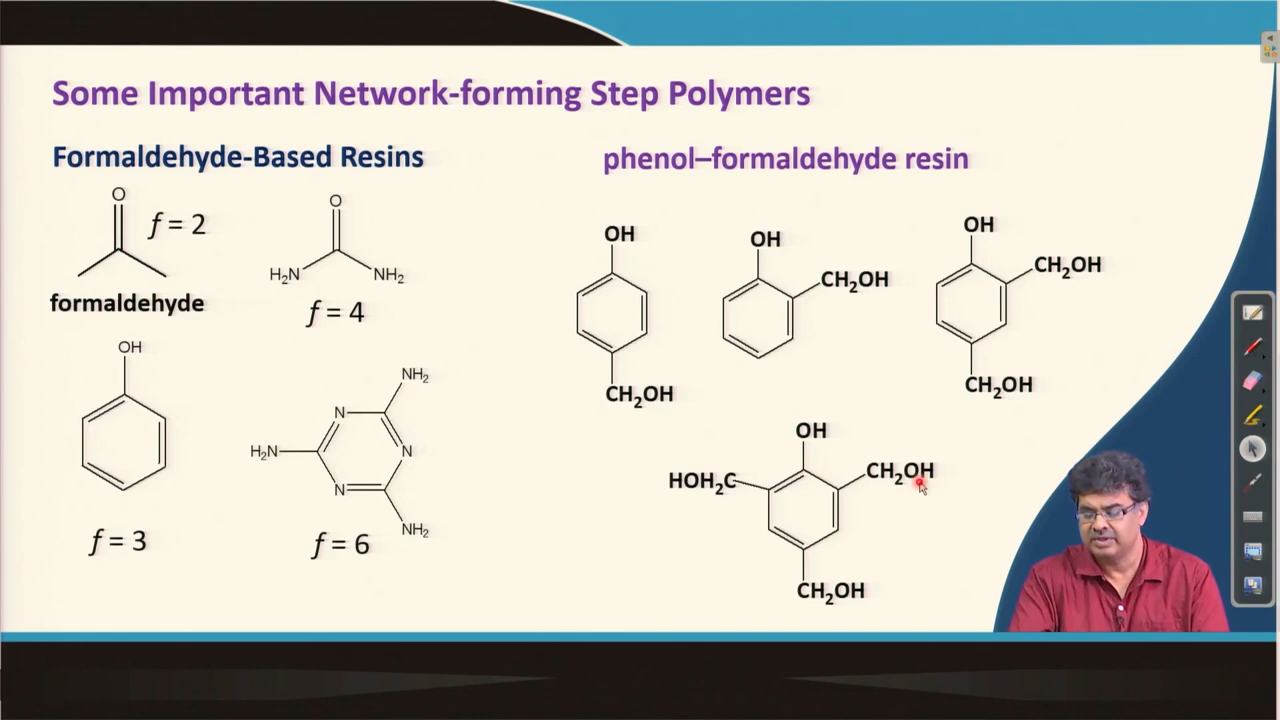 Some Important Network-forming Step Polymers
Formaldehyde-Based Resins
phenol–formaldehyde resin
O
f = 2
formaldehyde
O
H₂N
NH₂
f = 4
OH
f = 3
NH₂
N
H₂N
N
N
NH₂
f = 6
OH
CH₂OH
OH
CH₂OH
OH
CH₂OH
CH₂OH
OH
HOH₂C
CH₂OH
CH₂OH